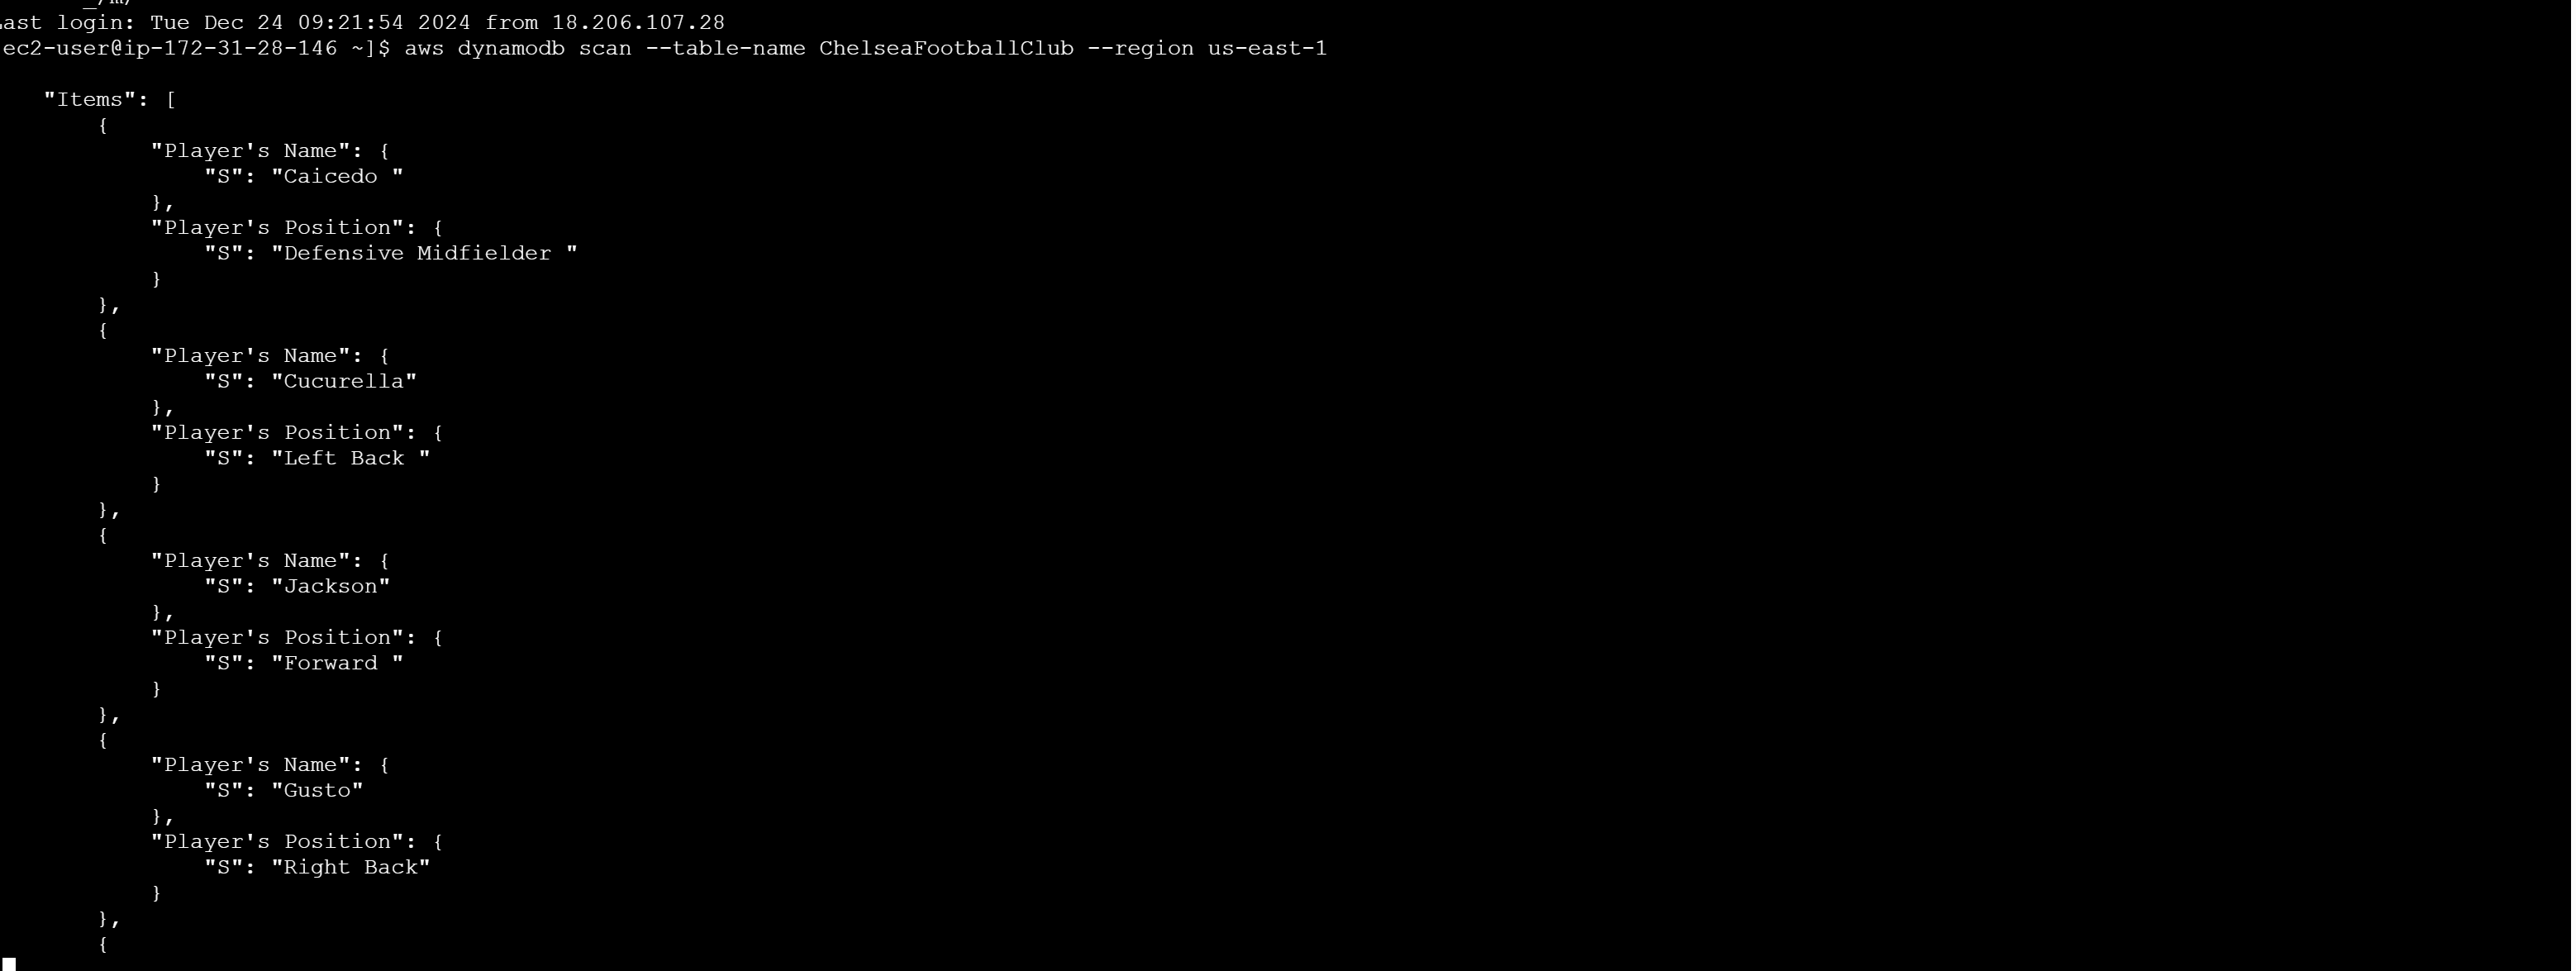 _/m/
ast login: Tue Dec 24 09:21:54 2024 from 18.206.107.28
ec2-user@ip-172-31-28-146 ~]$ aws dynamodb scan --table-name ChelseaFootballClub --region us-east-1
"Items": [
{
"Player's Name": {
"S": "Caicedo "
},
"Player's Position": {
"S": "Defensive Midfielder "
}
},
{
"Player's Name": {
"S": "Cucurella"
},
"Player's Position": {
"S": "Left Back "
}
},
{
"Player's Name": {
"S": "Jackson"
},
"Player's Position": {
"S": "Forward "
}
},
{
"Player's Name": {
"S": "Gusto"
},
"Player's Position": {
"S": "Right Back"
}
},
{